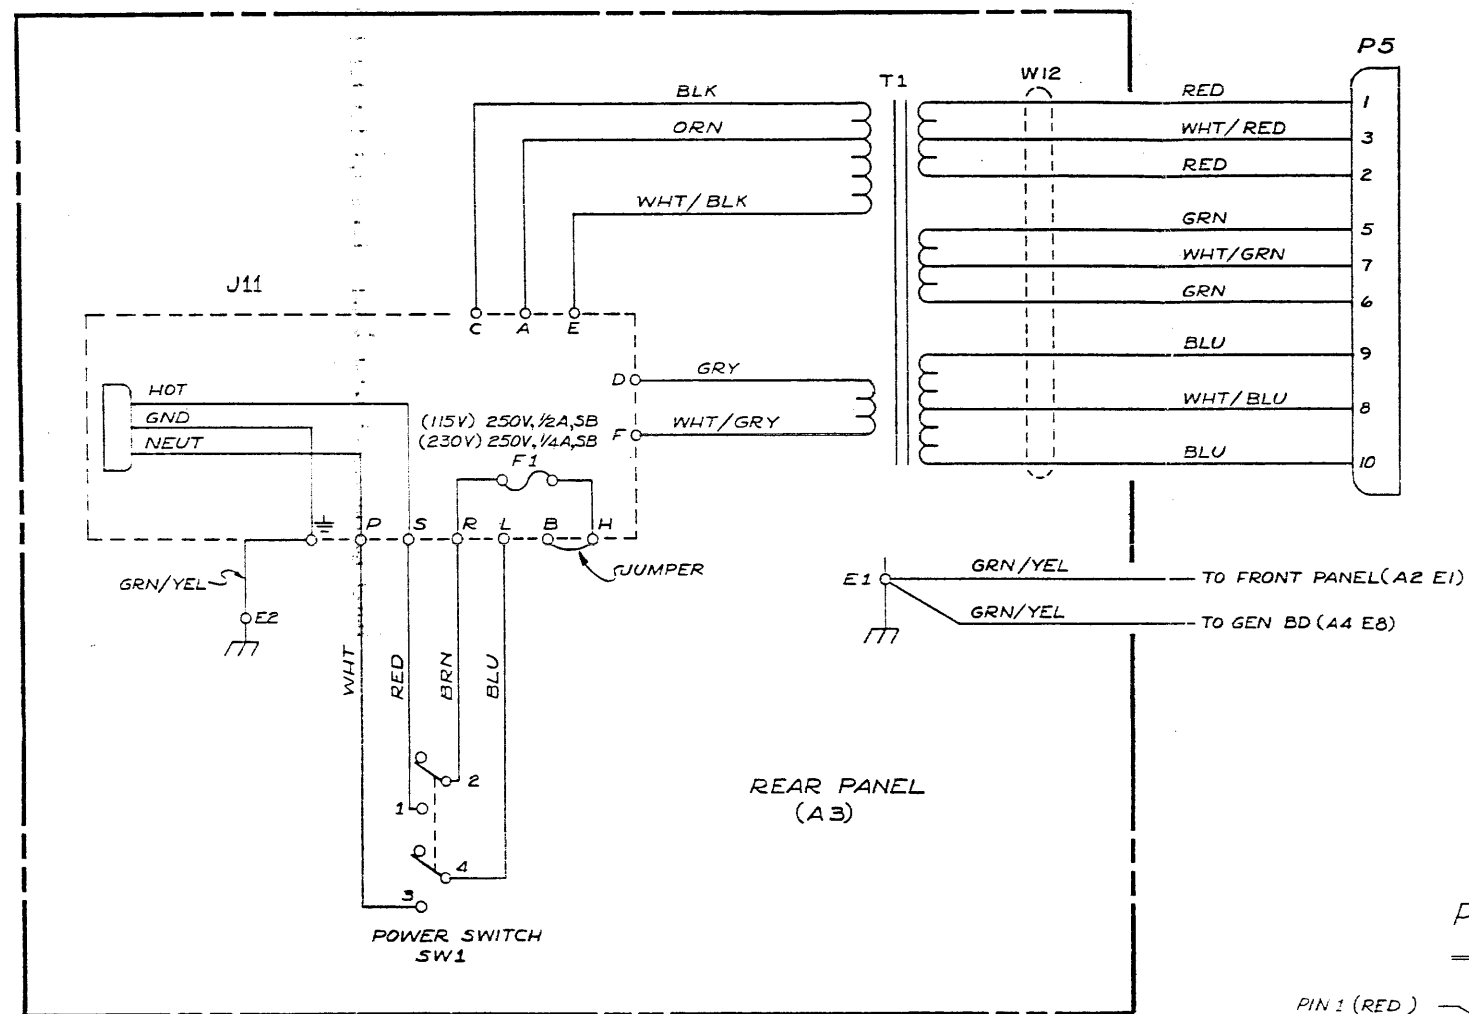 P5
T1
W12
BLK
RED
1
ORN
WHT/RED
3
RED
2
WHT/BLK
GRN
5
WHT/GRN
7
J11
GRN
6
C A E
BLU
9
D
GRY
HOT
WHT/BLU
8
GND
(115V) 250V, 1/2A, SB
F
WHT/GRY
NEUT
(230V) 250V, 1/4A, SB
BLU
10
F1
P S R L B H
JUMPER
GRN/YEL
E1
GRN/YEL
TO FRONT PANEL (A2 E1)
E2
GRN/YEL
TO GEN BD (A4 E8)
WHT
RED
BRN
BLU
2
1
REAR PANEL
(A3)
4
3
POWER SWITCH
SW1
P
PIN 1 (RED)